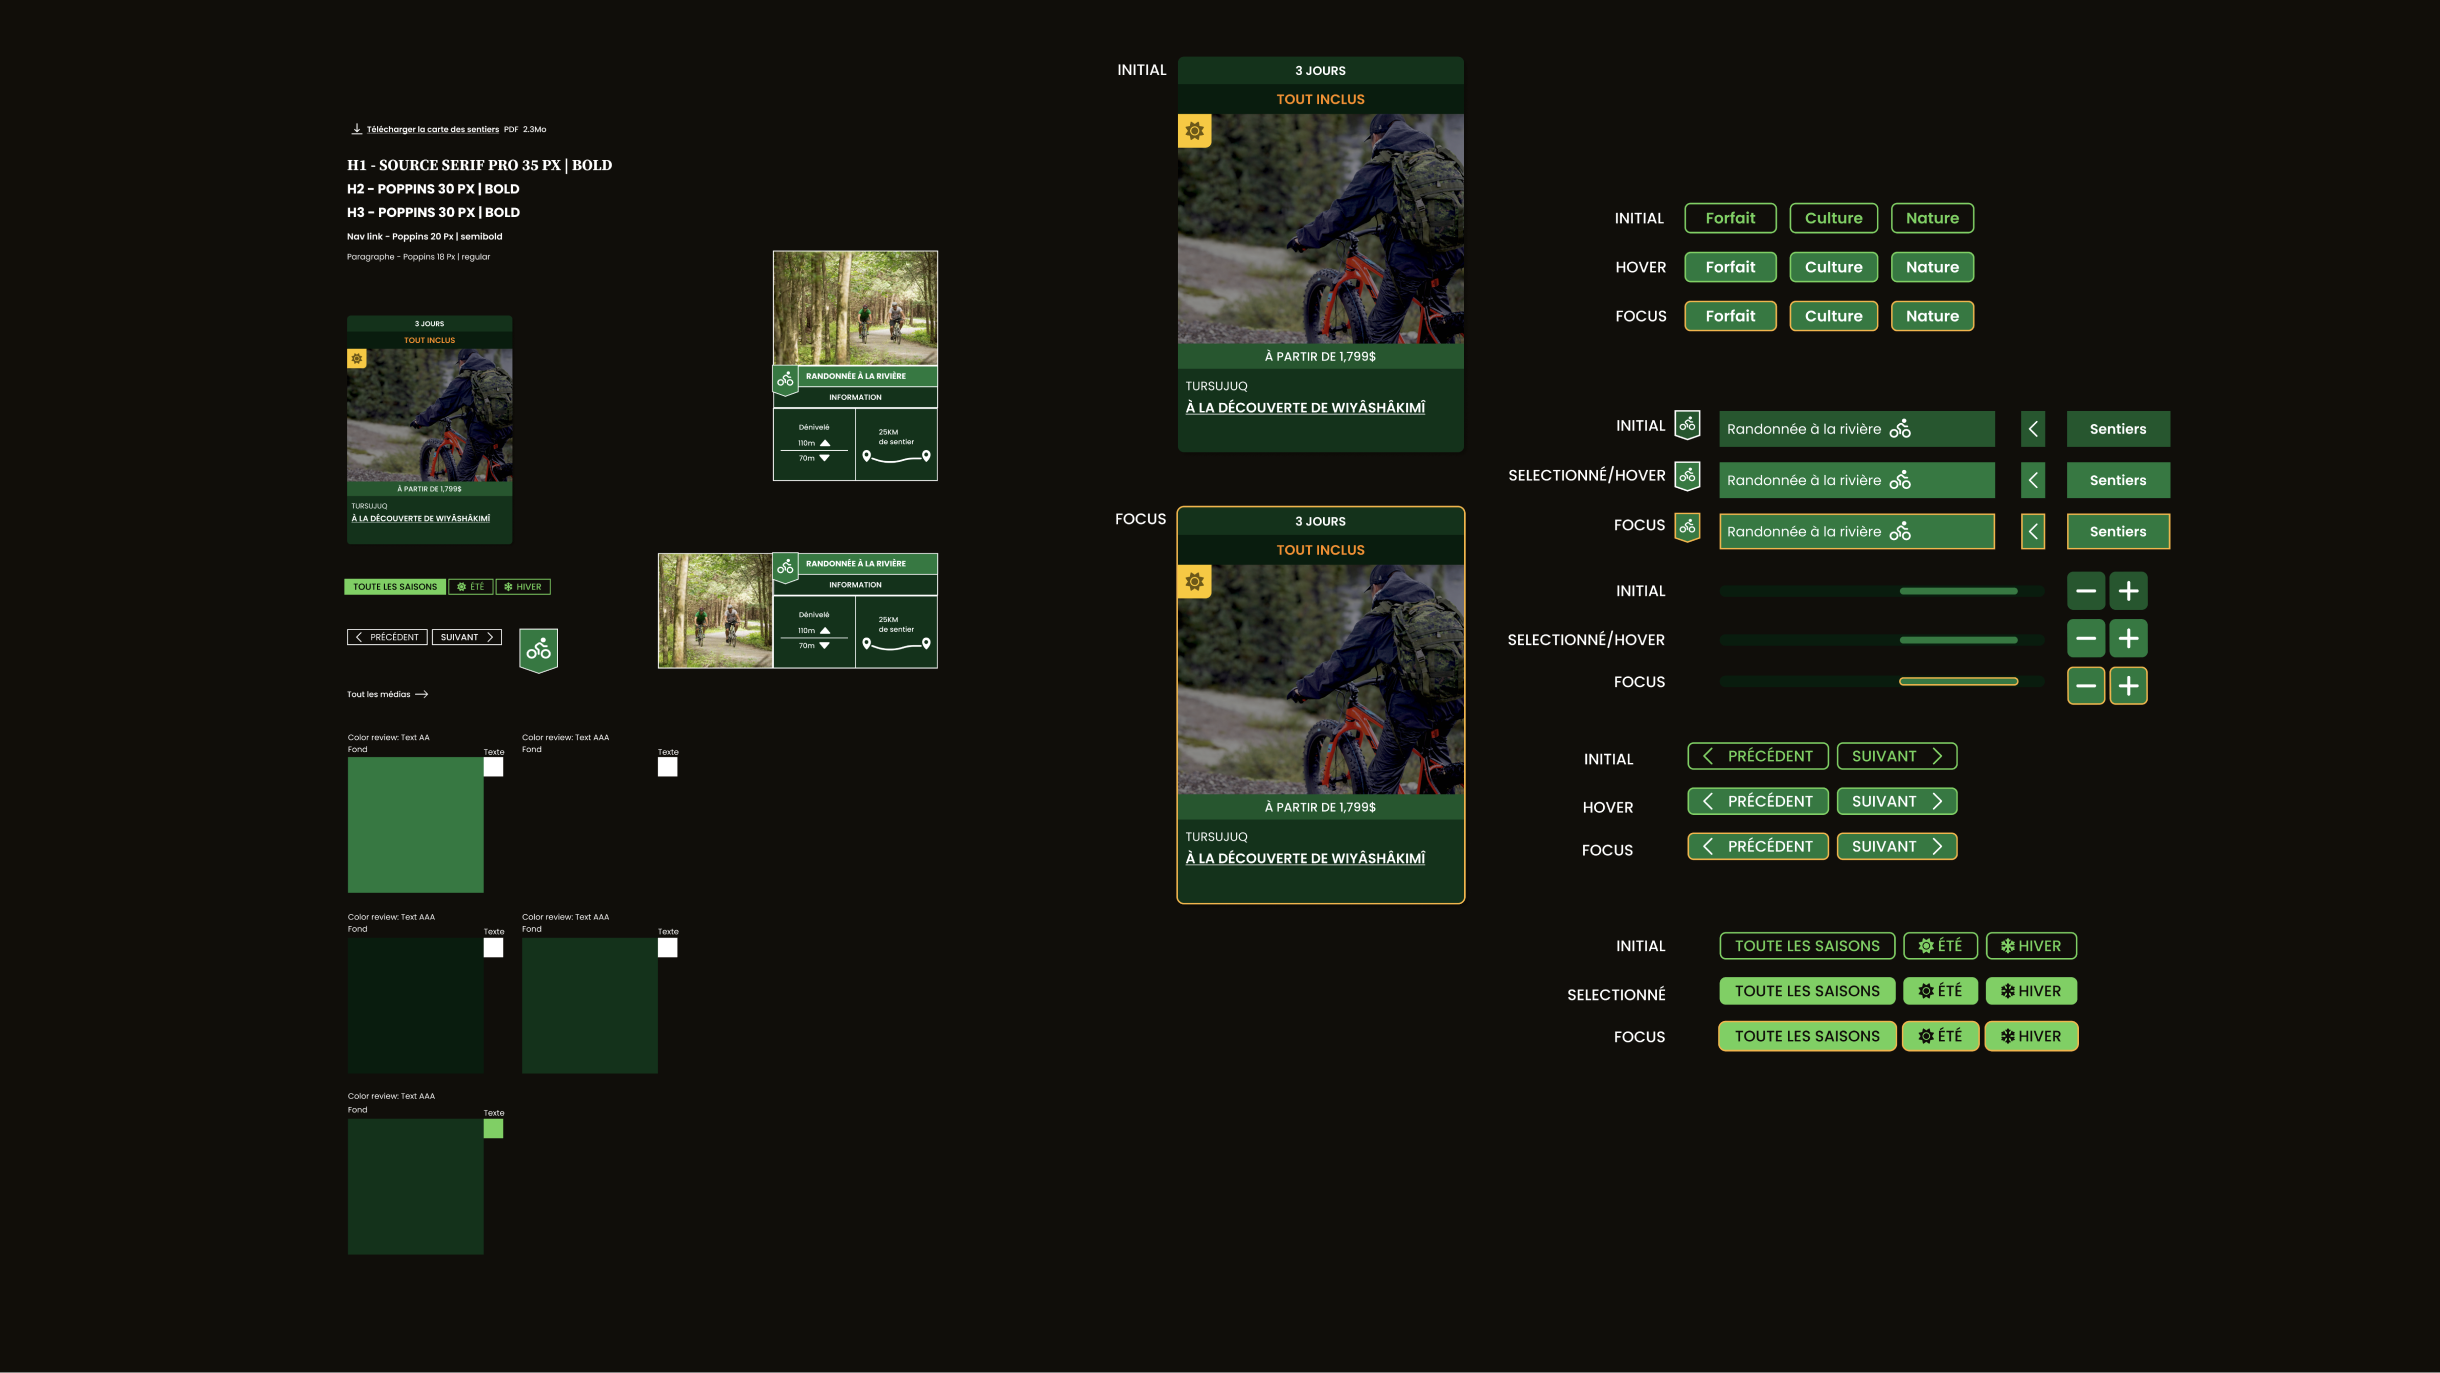 Télécharger la carte des sentiers PDF 2.3Mo
H1 - SOURCE SERIF PRO 35 PX | BOLD
H2 - POPPINS 30 PX | BOLD
H3 - POPPINS 30 PX | BOLD
Nav link - Poppins 20 Px | semibold
Paragraphe - Poppins 18 Px | regular
3 JOURS
TOUT INCLUS
À PARTIR DE 1,799$
TURSUJUQ
À LA DÉCOUVERTE DE WIYÂSHÂKIMÎ
TOUTE LES SAISONS ÉTÉ HIVER
PRÉCÉDENT SUIVANT
Tout les médias
Color review: Text AA
Fond
Texte
Color review: Text AAA
Fond
Texte
Color review: Text AAA
Fond
Texte
Color review: Text AAA
Fond
Texte
Color review: Text AAA
Fond
Texte
RANDONNÉE À LA RIVIÈRE
INFORMATION
Dénivelé
110m
70m
25KM
de sentier
RANDONNÉE À LA RIVIÈRE
INFORMATION
Dénivelé
110m
70m
25KM
de sentier
INITIAL
3 JOURS
TOUT INCLUS
À PARTIR DE 1,799$
TURSUJUQ
À LA DÉCOUVERTE DE WIYÂSHÂKIMÎ
FOCUS
3 JOURS
TOUT INCLUS
À PARTIR DE 1,799$
TURSUJUQ
À LA DÉCOUVERTE DE WIYÂSHÂKIMÎ
INITIAL Forfait Culture Nature
HOVER Forfait Culture Nature
FOCUS Forfait Culture Nature
INITIAL Randonnée à la rivière Sentiers
SELECTIONNÉ/HOVER Randonnée à la rivière Sentiers
FOCUS Randonnée à la rivière Sentiers
INITIAL
SELECTIONNÉ/HOVER
FOCUS
INITIAL PRÉCÉDENT SUIVANT
HOVER PRÉCÉDENT SUIVANT
FOCUS PRÉCÉDENT SUIVANT
INITIAL TOUTE LES SAISONS ÉTÉ HIVER
SELECTIONNÉ TOUTE LES SAISONS ÉTÉ HIVER
FOCUS TOUTE LES SAISONS ÉTÉ HIVER